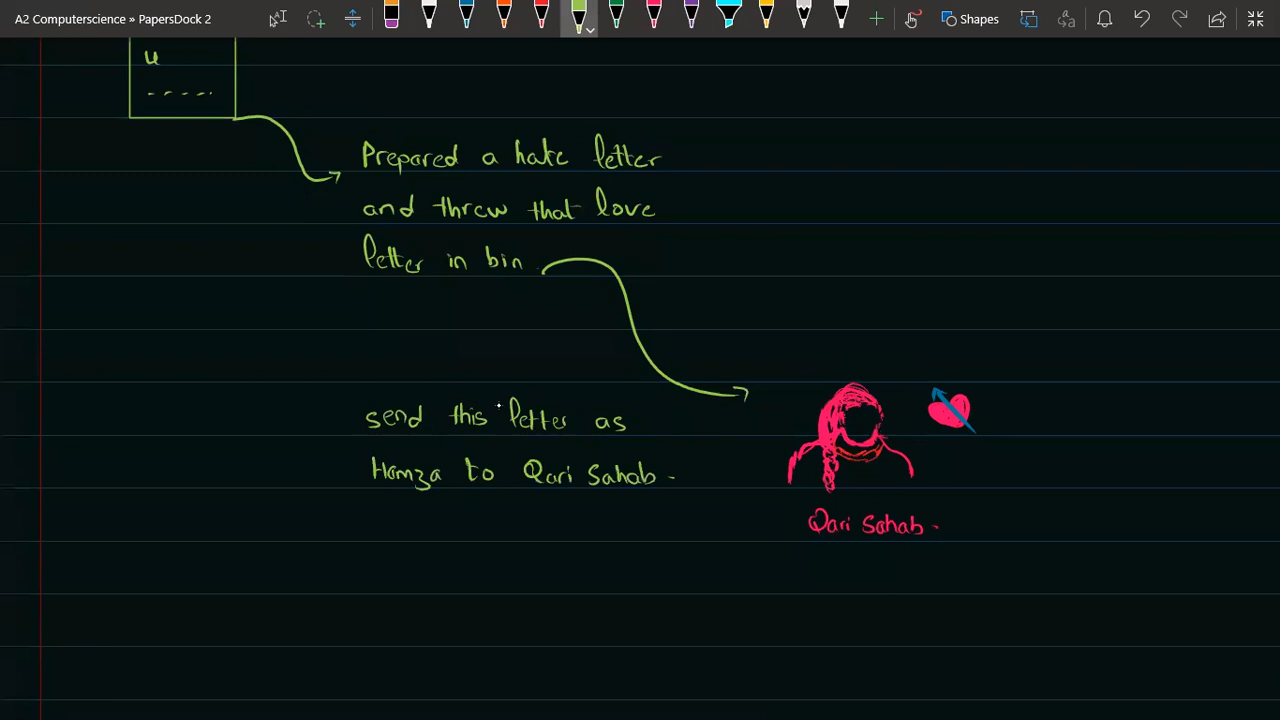 A2 Computerscience » PapersDock 2
Shapes
u
Prepared a hate letter
and threw that love
letter in bin
send this letter as
Hamza to Qari Sahab.
Qari Sahab.